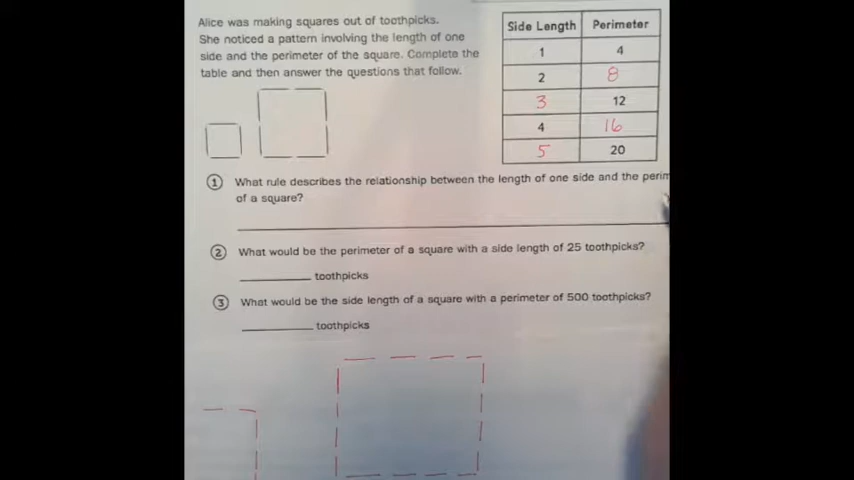 Alice was making squares out of toothpicks.
She noticed a pattern involving the length of one
side and the perimeter of the square. Complete the
table and then answer the questions that follow.
Side Length Perimeter
1 4
2 8
3 12
4 16
5 20
1 What rule describes the relationship between the length of one side and the perim
of a square?
2 What would be the perimeter of a square with a side length of 25 toothpicks?
toothpicks
3 What would be the side length of a square with a perimeter of 500 toothpicks?
toothpicks